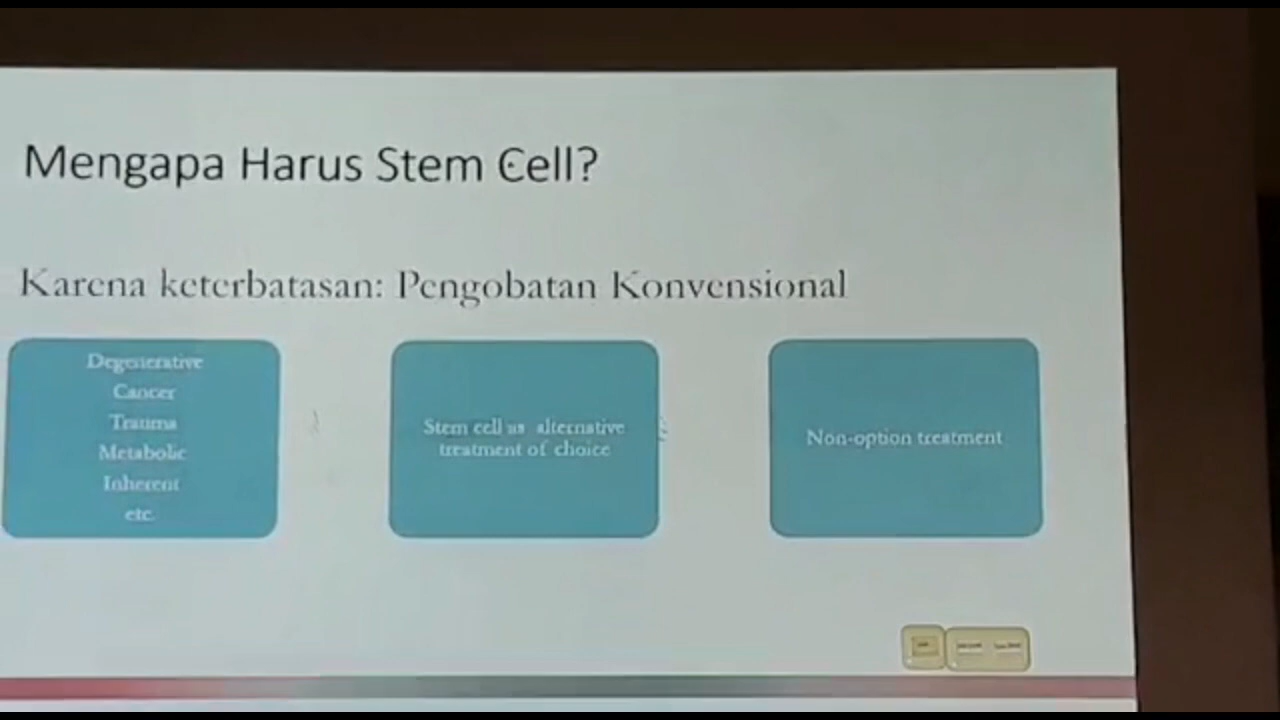 Mengapa Harus Stem Cell?
Karena keterbatasan: Pengobatan Konvensional
Degenerative
Cancer
Trauma
Metabolic
Inherent
etc.
Stem cell as alternative
treatment of choice
Non-option treatment